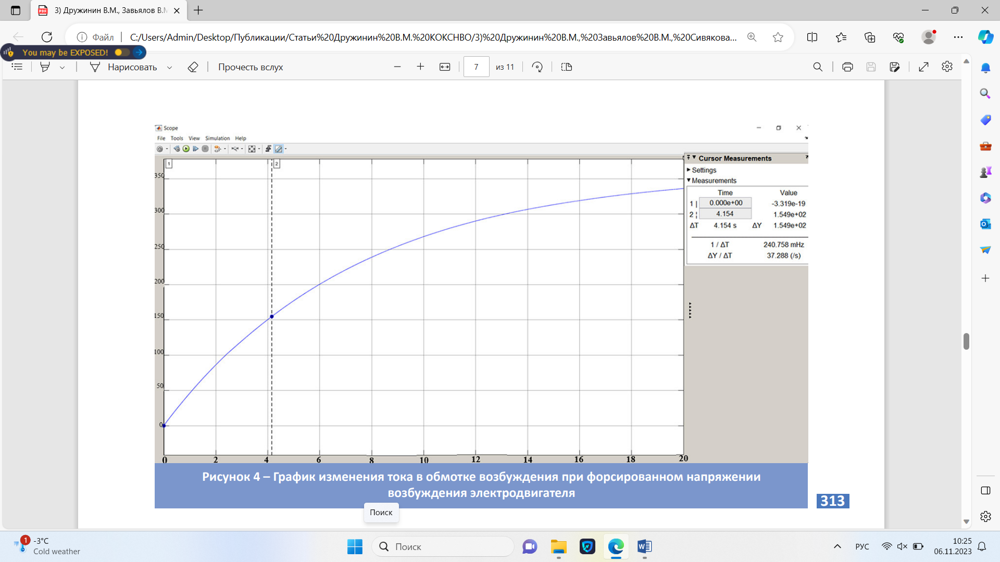 3) Дружинин В.М., Завьялов В.М
Файл
C:/Users/Admin/Desktop/Публикации/Статьи%20Дружинин%20В.М.%20КОКСНВО/3)%20Дружинин%20В.М.,%20Завьялов%20В.М.,%20Сивякова...
You may be EXPOSED!
Нарисовать
Прочесть вслух
7
из 11
Scope
File Tools View Simulation Help
1
2
350
300
250
200
150
100
50
0
0 2 4 6 8 10 12 14 16 18 20
Cursor Measurements
Settings
Measurements
Time Value
1 | 0.000e+00 -3.319e-19
2 ¦ 4.154 1.549e+02
ΔT 4.154 s ΔY 1.549e+02
1 / ΔT 240.758 mHz
ΔY / ΔT 37.288 (/s)
Рисунок 4 – График изменения тока в обмотке возбуждения при форсированном напряжении
возбуждения электродвигателя
313
Поиск
1
-3°C
Cold weather
Поиск
РУС
10:25
06.11.2023